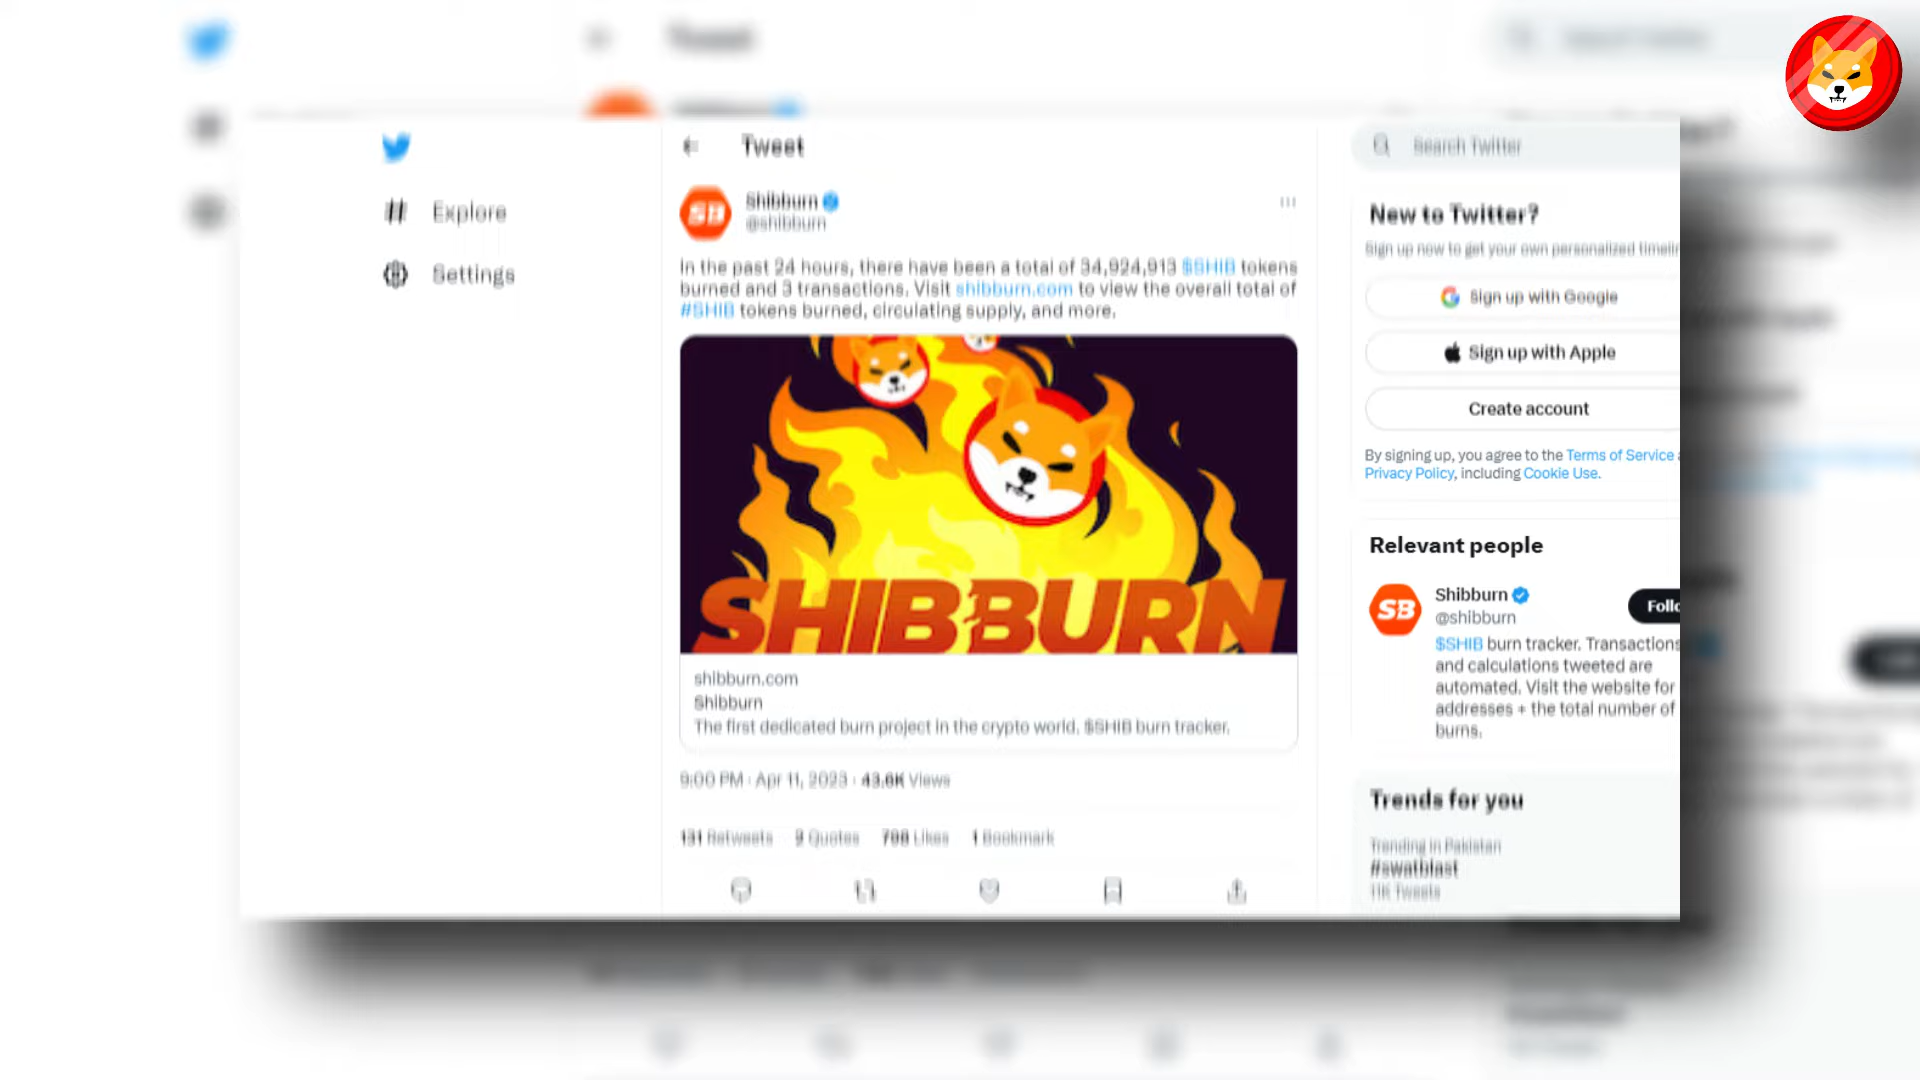 Tweet
Search Twitter
Explore
Settings
Shibburn
@shibburn
In the past 24 hours, there have been a total of 34,924,913 $SHIB tokens
burned and 3 transactions. Visit shibburn.com to view the overall total of
#SHIB tokens burned, circulating supply, and more.
SB
SHIBBURN
shibburn.com
Shibburn
The first dedicated burn project in the crypto world. $SHIB burn tracker.
9:00 PM · Apr 11, 2023 · 43.6K Views
131 Retweets 9 Quotes 798 Likes 1 Bookmark
New to Twitter?
Sign up now to get your own personalized timelin
Sign up with Google
Sign up with Apple
Create account
By signing up, you agree to the Terms of Service
Privacy Policy, including Cookie Use.
Relevant people
SB
Shibburn
@shibburn
Follo
$SHIB burn tracker. Transactions
and calculations tweeted are
automated. Visit the website for
addresses + the total number of
burns.
Trends for you
Trending in Pakistan
#swatblast
11K Tweets